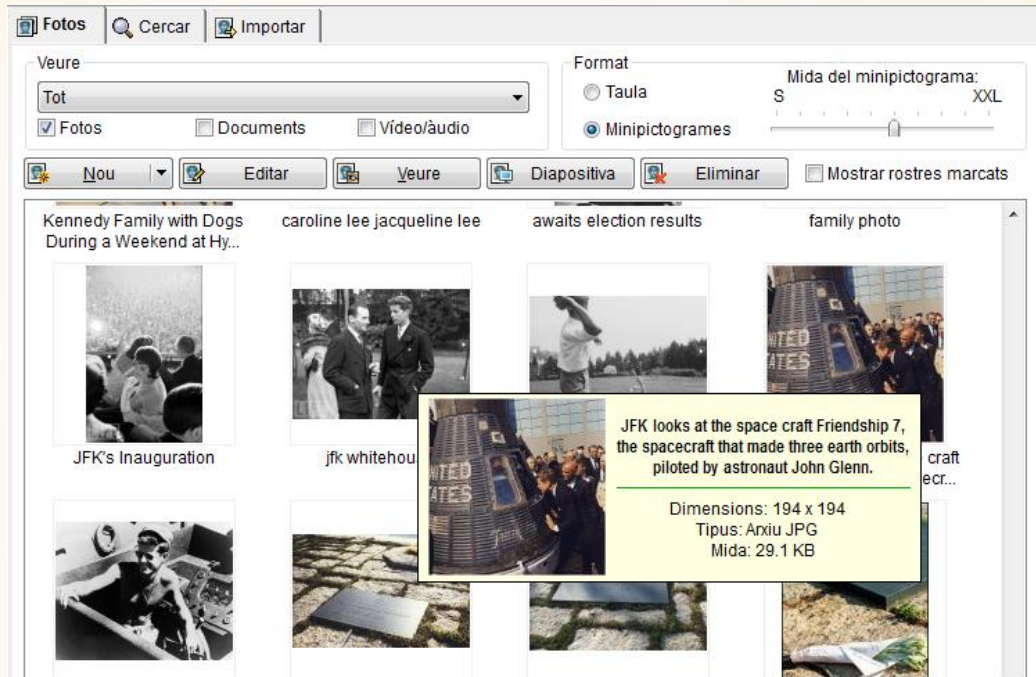 Fotos Cercar Importar
Veure
Tot
Fotos Documents Vídeo/àudio
Format
Taula
Minipictogrames
Mida del minipictograma:
S XXL
Nou Editar Veure Diapositiva Eliminar Mostrar rostres marcats
Kennedy Family with Dogs
During a Weekend at Hy...
caroline lee jacqueline lee
awaits election results
family photo
NITED
ATES
JFK's Inauguration
jfk whitehou
craft
ecr...
NITED
ATES
JFK looks at the space craft Friendship 7,
the spacecraft that made three earth orbits,
piloted by astronaut John Glenn.
Dimensions: 194 x 194
Tipus: Arxiu JPG
Mida: 29.1 KB